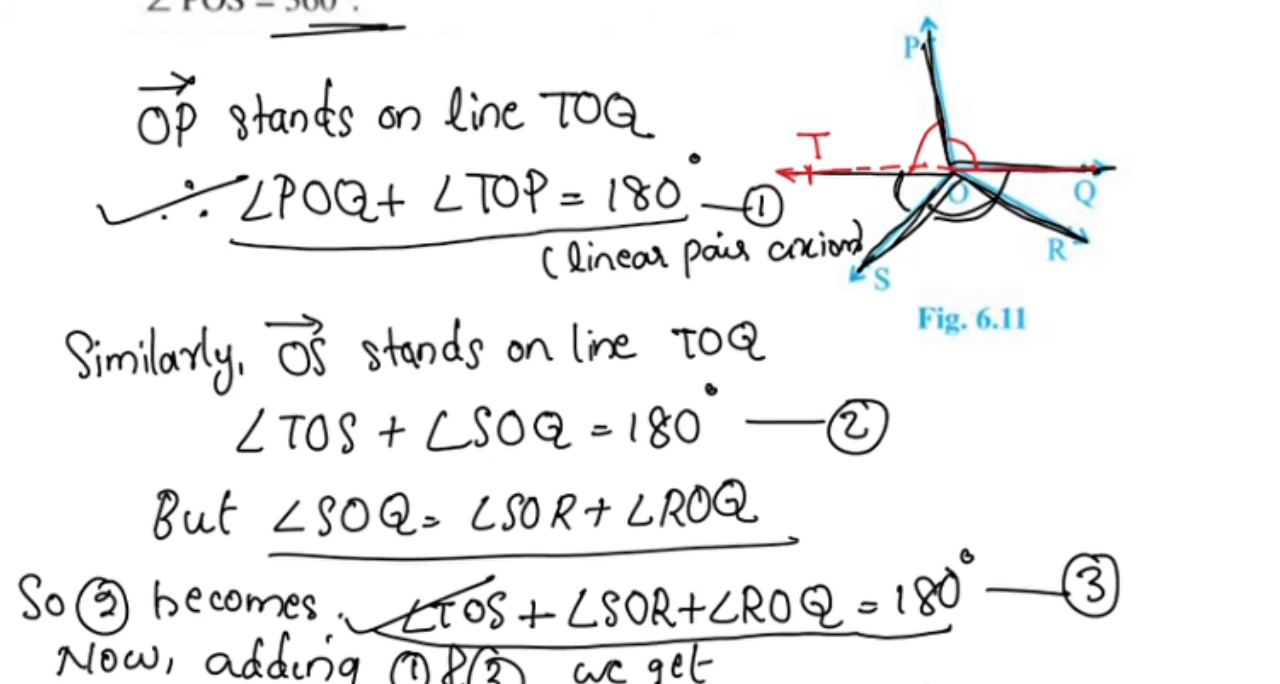 ∠ POS = 360°.
→
OP stands on line TOQ
∴ ∠POQ + ∠TOP = 180° — ①
(linear pair axiom)
Similarly, OS stands on line TOQ
∠TOS + ∠SOQ = 180° — ②
But ∠SOQ = ∠SOR + ∠ROQ
So ② becomes. ∠TOS + ∠SOR + ∠ROQ = 180° — ③
Now, adding ① & ③ we get
P
T
O
Q
R
S
Fig. 6.11